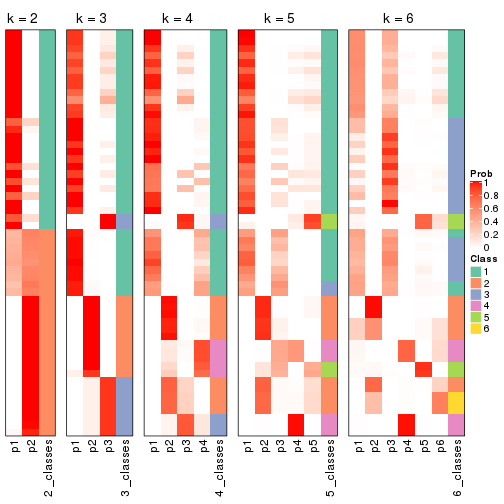 k = 2
k = 3
k = 4
k = 5
k = 6
Prob
1
0.8
0.6
0.4
0.2
0
Class
1
2
3
4
5
6
p1
p2
2_classes
p1
p2
p3
3_classes
p1
p2
p3
p4
4_classes
p1
p2
p3
p4
p5
5_classes
p1
p2
p3
p4
p5
p6
6_classes